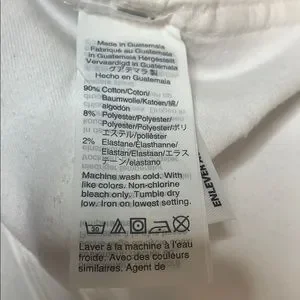 Made in Guatemala
Fabriqué au Guatemala
In Guatemala Hergestellt
Vervaardigd in Guatemala
グアテマラ製
Hecho en Guatemala
90% Cotton/Coton/
Baumwolle/Katoen/綿/
algodón
8% Polyester/Polyester/
Polyester/Polyester/ポリ
エステル/poliéster
2% Elastane/Élasthanne/
Elastan/Elastaan/エラス
テーン/elastano
Machine wash cold. With
like colors. Non-chlorine
bleach only. Tumble dry
low. Iron on lowest setting.
30
Laver à la machine à l'eau
froide. Avec des couleurs
similaires. Agent de
ENLEVER